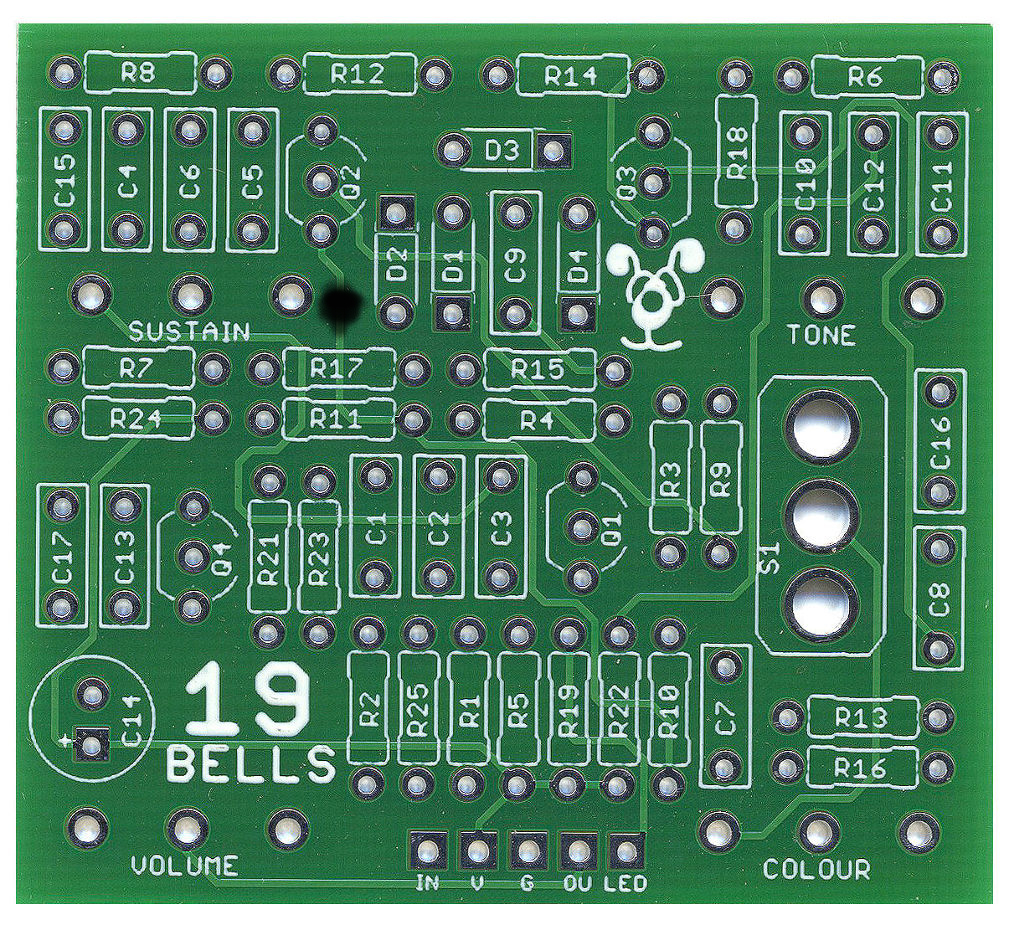 R8 R12 R14 R6
C15 C4 C6 C5 Q2 D3 Q3 R18 C10 C12 C11
D2 D1 C9 D4
SUSTAIN TONE
R7 R17 R15
R24 R11 R4
R3 R9 C16
C17 C13 Q4 R21 R23 C1 C2 C3 Q1 S1 C8
+ C14 19 R2 R25 R1 R5 R19 R22 R10 C7 R13
BELLS R16
VOLUME COLOUR
IN V G OU LED